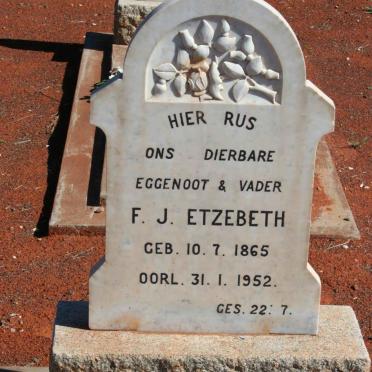 HIER RUS
ONS DIERBARE
EGGENOOT & VADER
F. J. ETZEBETH
GEB. 10. 7. 1865
OORL. 31. 1. 1952.
GES. 22: 7.